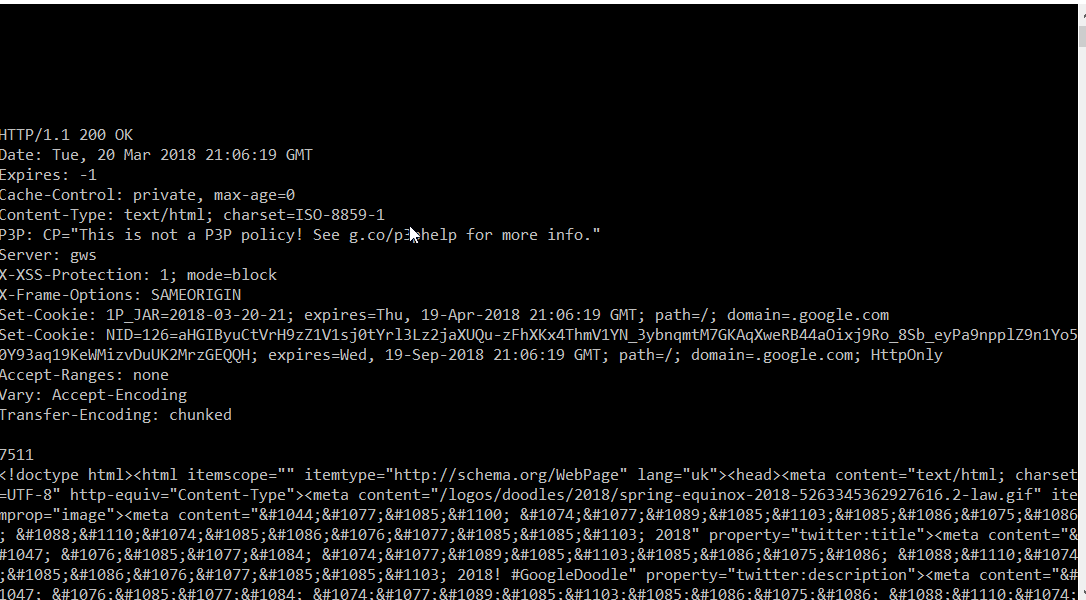 HTTP/1.1 200 OK
Date: Tue, 20 Mar 2018 21:06:19 GMT
Expires: -1
Cache-Control: private, max-age=0
Content-Type: text/html; charset=ISO-8859-1
P3P: CP="This is not a P3P policy! See g.co/p3phelp for more info."
Server: gws
X-XSS-Protection: 1; mode=block
X-Frame-Options: SAMEORIGIN
Set-Cookie: 1P_JAR=2018-03-20-21; expires=Thu, 19-Apr-2018 21:06:19 GMT; path=/; domain=.google.com
Set-Cookie: NID=126=aHGIByuCtVrH9zZ1V1sj0tYrl3Lz2jaXUQu-zFhXKx4ThmV1YN_3ybnqmtM7GKAqXweRB44aOixj9Ro_8Sb_eyPa9npplZ9n1Yo5
0Y93aq19KeWMizvDuUK2MrzGEQQH; expires=Wed, 19-Sep-2018 21:06:19 GMT; path=/; domain=.google.com; HttpOnly
Accept-Ranges: none
Vary: Accept-Encoding
Transfer-Encoding: chunked
7511
<!doctype html><html itemscope="" itemtype="http://schema.org/WebPage" lang="uk"><head><meta content="text/html; charset
=UTF-8" http-equiv="Content-Type"><meta content="/logos/doodles/2018/spring-equinox-2018-5263345362927616.2-law.gif" ite
mprop="image"><meta content="&#1044;&#1077;&#1085;&#1100; &#1074;&#1077;&#1089;&#1085;&#1103;&#1085;&#1086;&#1075;&#1086
; &#1088;&#1110;&#1074;&#1085;&#1086;&#1076;&#1077;&#1085;&#1085;&#1103; 2018" property="twitter:title"><meta content="&
#1047; &#1076;&#1085;&#1077;&#1084; &#1074;&#1077;&#1089;&#1085;&#1103;&#1085;&#1086;&#1075;&#1086; &#1088;&#1110;&#1074
;&#1085;&#1086;&#1076;&#1077;&#1085;&#1085;&#1103; 2018! #GoogleDoodle" property="twitter:description"><meta content="&#
1047; &#1076;&#1085;&#1077;&#1084; &#1074;&#1077;&#1089;&#1085;&#1103;&#1085;&#1086;&#1075;&#1086; &#1088;&#1110;&#1074;